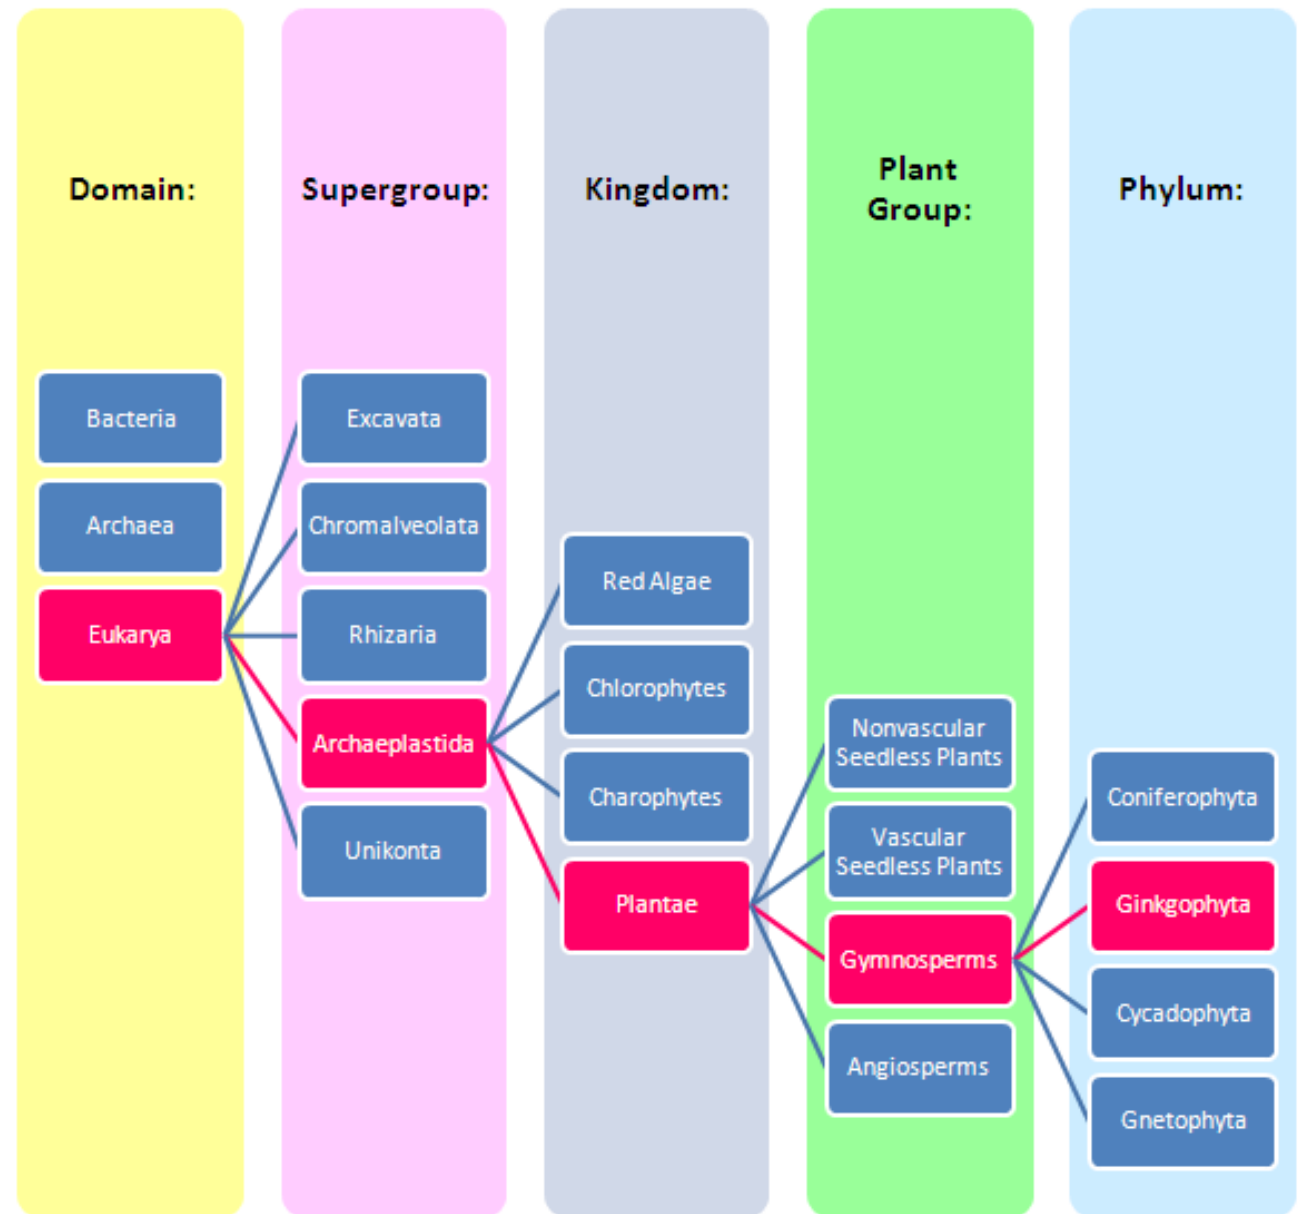 Domain:
Supergroup:
Kingdom:
Plant
Group:
Phylum:
Bacteria
Archaea
Eukarya
Excavata
Chromalveolata
Rhizaria
Archaeplastida
Unikonta
Red Algae
Chlorophytes
Charophytes
Plantae
Nonvascular
Seedless Plants
Vascular
Seedless Plants
Gymnosperms
Angiosperms
Coniferophyta
Ginkgophyta
Cycadophyta
Gnetophyta